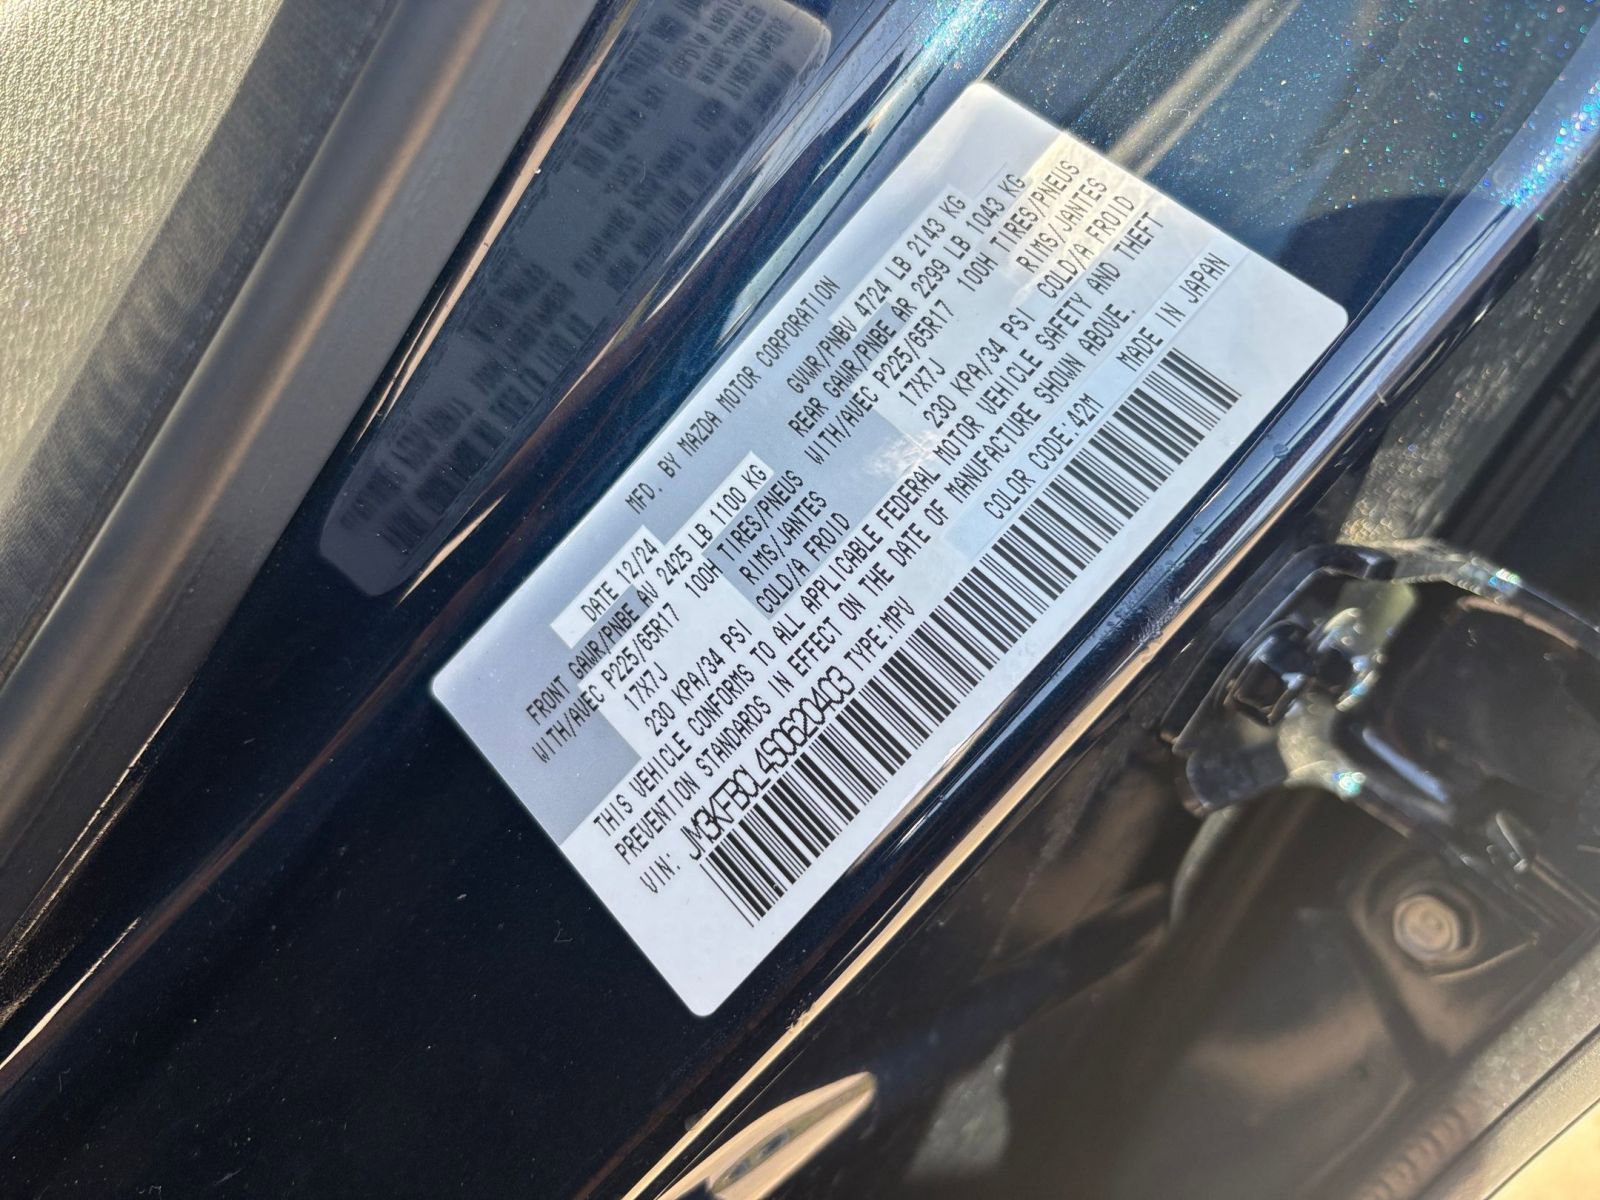 MFD. BY MAZDA MOTOR CORPORATION
DATE 12/24 GVWR/PNBV 4724 LB 2143 KG
FRONT GAWR/PNBE AV 2425 LB 1100 KG REAR GAWR/PNBE AR 2299 LB 1043 KG
WITH/AVEC P225/65R17 100H TIRES/PNEUS WITH/AVEC P225/65R17 100H TIRES/PNEUS
17X7J RIMS/JANTES 17X7J RIMS/JANTES
230 KPA/34 PSI COLD/A FROID 230 KPA/34 PSI COLD/A FROID
THIS VEHICLE CONFORMS TO ALL APPLICABLE FEDERAL MOTOR VEHICLE SAFETY AND THEFT
PREVENTION STANDARDS IN EFFECT ON THE DATE OF MANUFACTURE SHOWN ABOVE.
VIN: JM3KFBCL4S0620403 TYPE:MPV COLOR CODE:42M MADE IN JAPAN